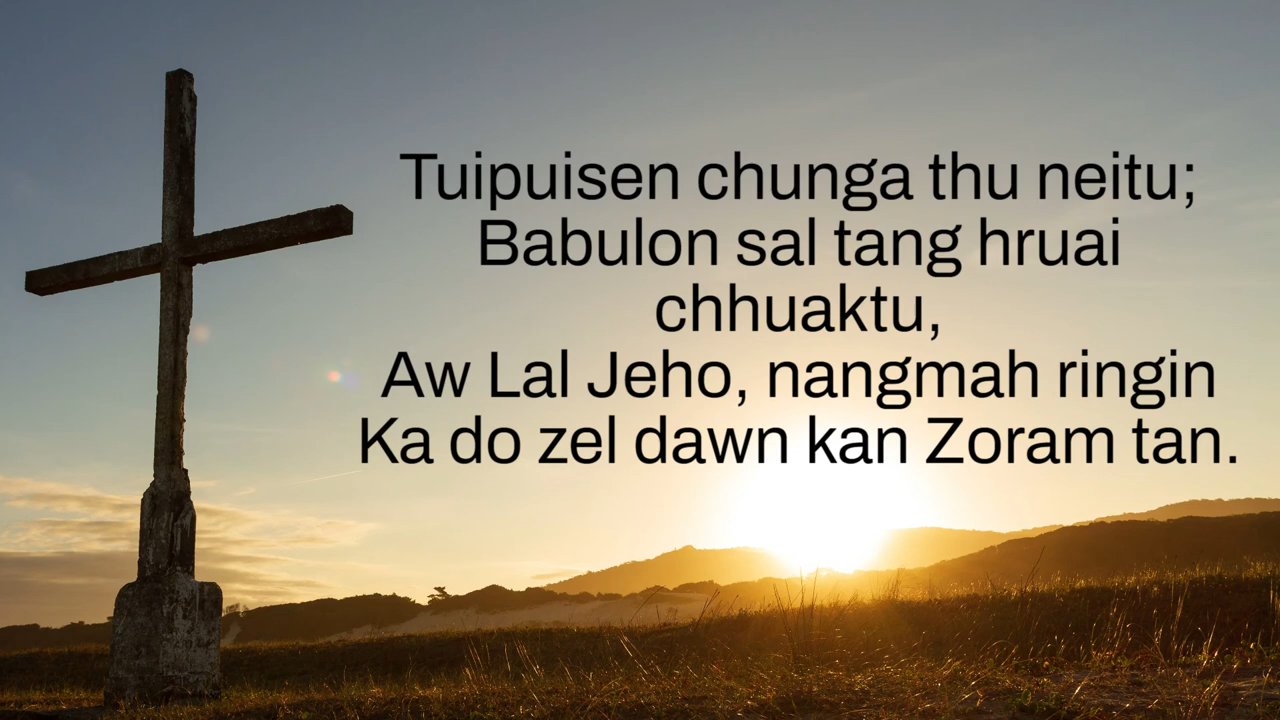 Tuipuisen chunga thu neitu;
Babulon sal tang hruai
chhuaktu,
Aw Lal Jeho, nangmah ringin
Ka do zel dawn kan Zoram tan.